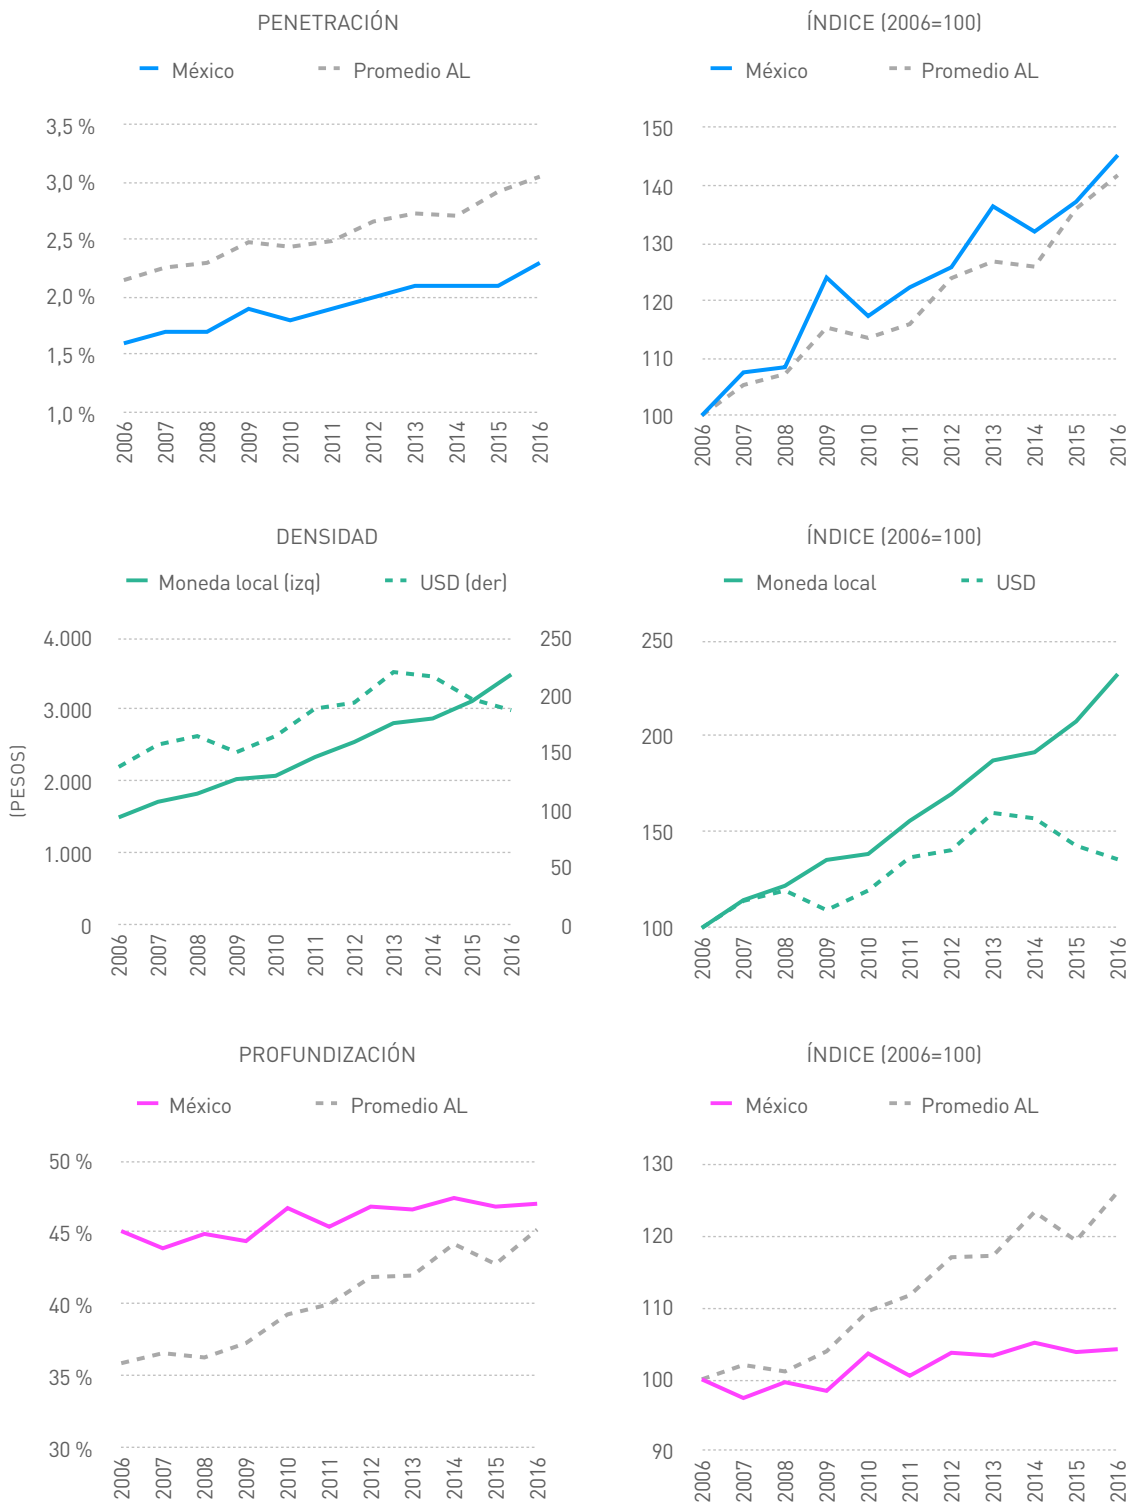 PENETRACIÓN
México Promedio AL
3,5 %
3,0 %
2,5 %
2,0 %
1,5 %
1,0 %
2006 2007 2008 2009 2010 2011 2012 2013 2014 2015 2016
ÍNDICE (2006=100)
México Promedio AL
150
140
130
120
110
100
2006 2007 2008 2009 2010 2011 2012 2013 2014 2015 2016
DENSIDAD
Moneda local (izq) USD (der)
(PESOS)
4.000 250
3.000 200
2.000 150
1.000 100
0 50
0
2006 2007 2008 2009 2010 2011 2012 2013 2014 2015 2016
ÍNDICE (2006=100)
Moneda local USD
250
200
150
100
2006 2007 2008 2009 2010 2011 2012 2013 2014 2015 2016
PROFUNDIZACIÓN
México Promedio AL
50 %
45 %
40 %
35 %
30 %
2006 2007 2008 2009 2010 2011 2012 2013 2014 2015 2016
ÍNDICE (2006=100)
México Promedio AL
130
120
110
100
90
2006 2007 2008 2009 2010 2011 2012 2013 2014 2015 2016